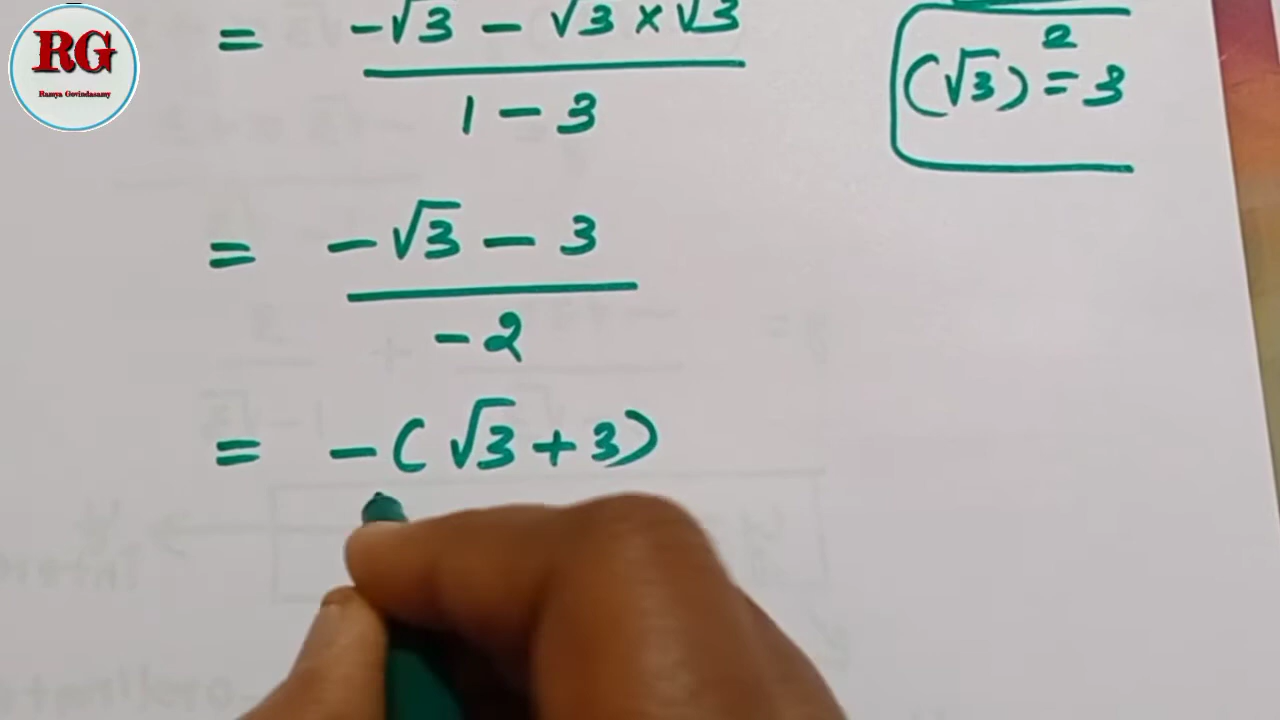 RG
Ramya Govindasamy
= -√3 - √3 × √3
1 - 3
(√3)² = 3
= -√3 - 3
-2
= -(√3 + 3)